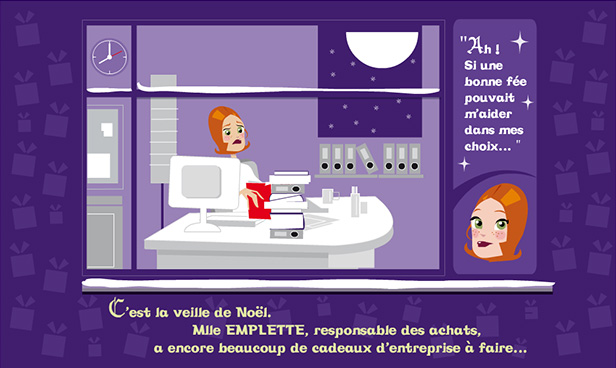 "Ah !
Si une
bonne fée
pouvait
m'aider
dans mes
choix... "
C'est la veille de Noël.
Mlle EMPLETTE, responsable des achats,
a encore beaucoup de cadeaux d'entreprise à faire...